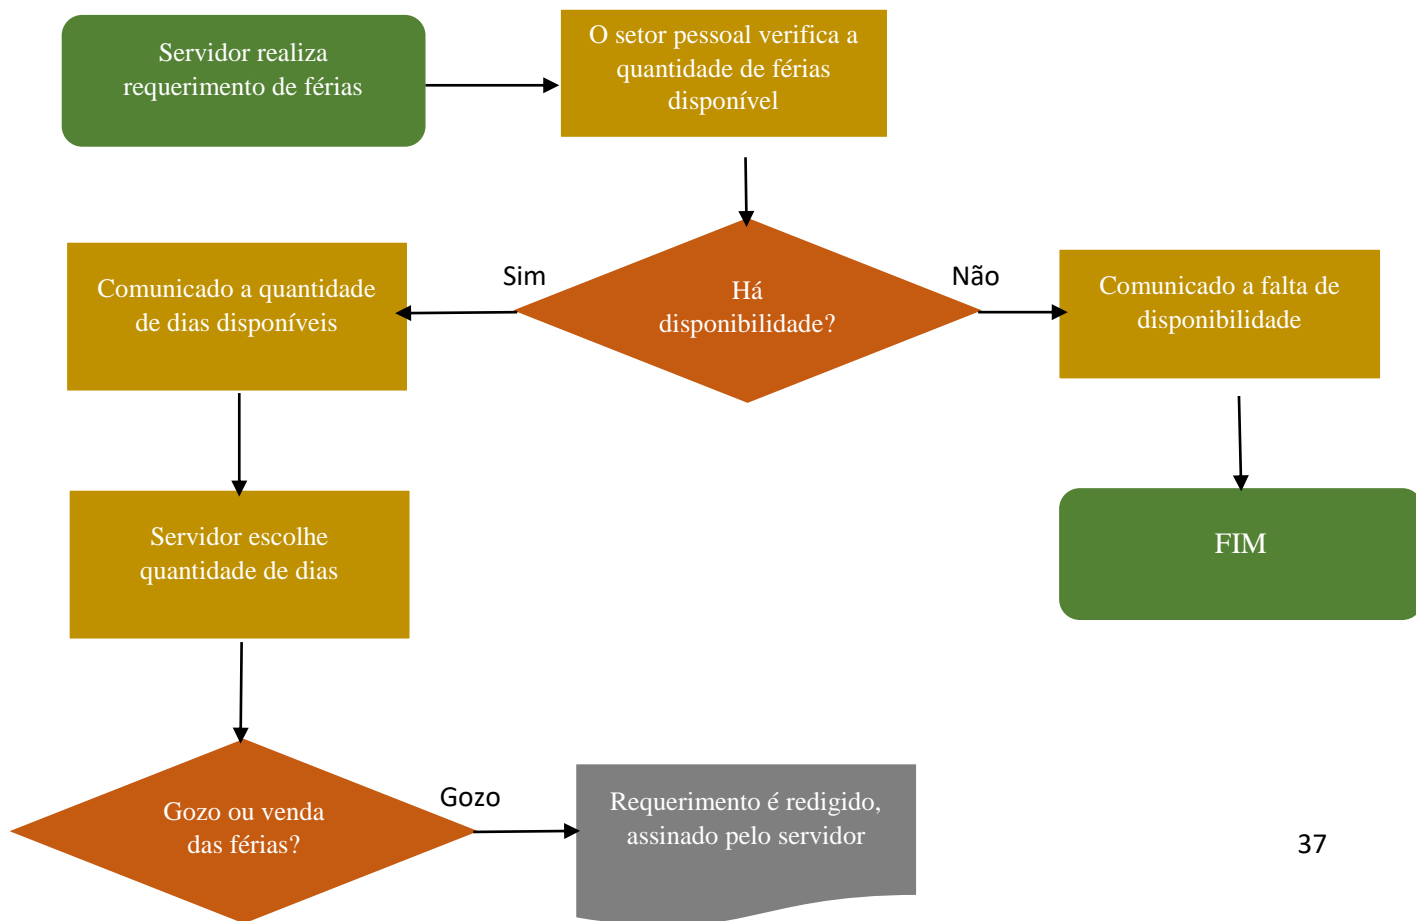 Servidor realiza
requerimento de férias
O setor pessoal verifica a
quantidade de férias
disponível
Há
disponibilidade?
Sim
Não
Comunicado a quantidade
de dias disponíveis
Comunicado a falta de
disponibilidade
Servidor escolhe
quantidade de dias
FIM
Gozo ou venda
das férias?
Gozo
Requerimento é redigido,
assinado pelo servidor
37